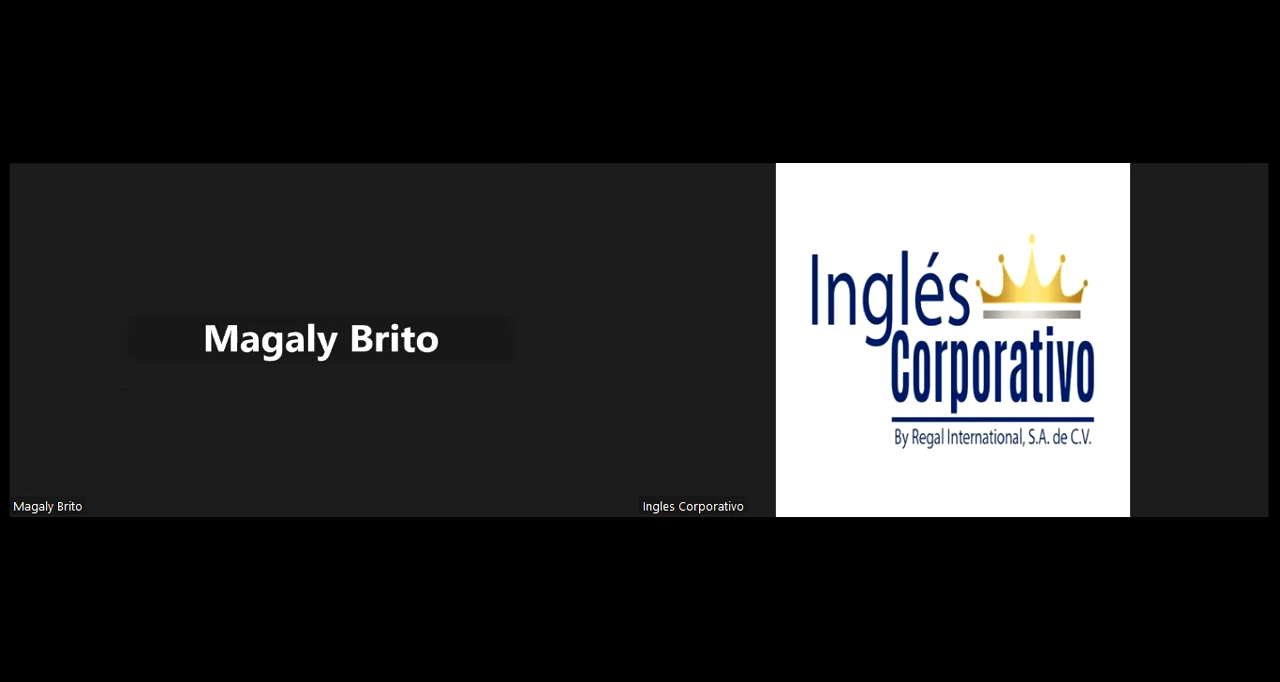 Magaly Brito
Magaly Brito
Inglés
Corporativo
By Regal International, S.A. de C.V.
Ingles Corporativo